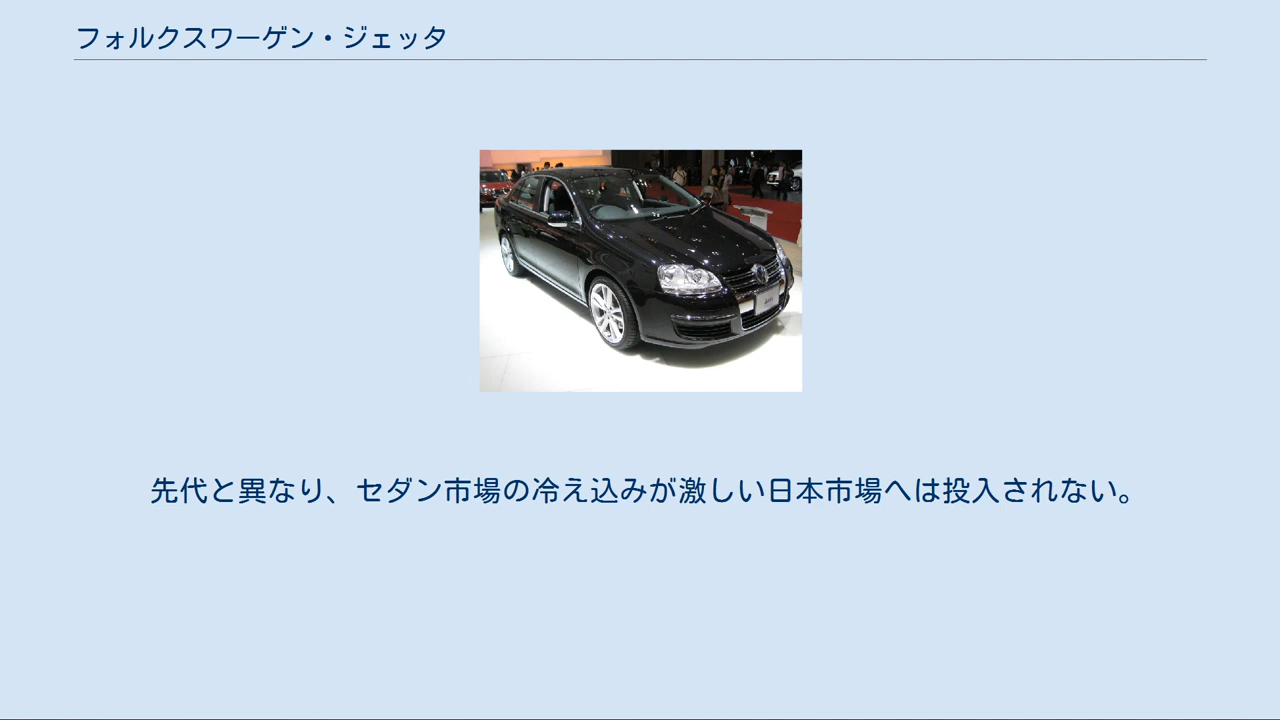 フォルクスワーゲン・ジェッタ
先代と異なり、セダン市場の冷え込みが激しい日本市場へは投入されない。